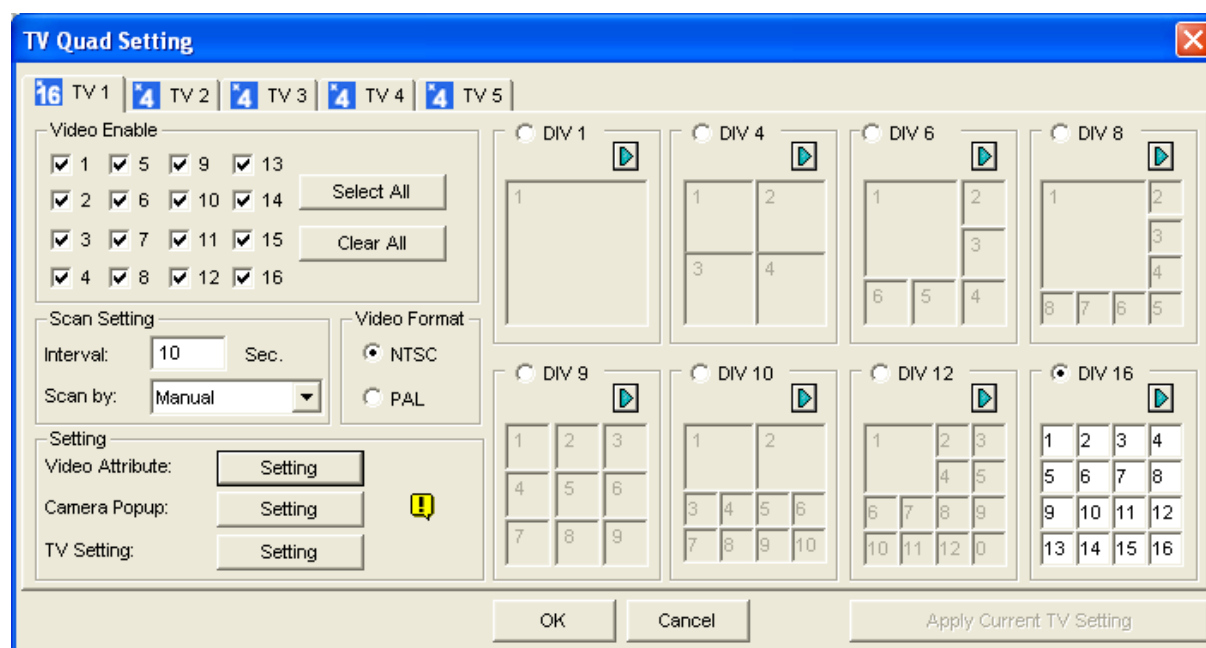 TV Quad Setting
16 TV 1 4 TV 2 4 TV 3 4 TV 4 4 TV 5
Video Enable
1 5 9 13
2 6 10 14
3 7 11 15
4 8 12 16
Select All
Clear All
Scan Setting
Interval: 10 Sec.
Scan by: Manual
Video Format
NTSC
PAL
Setting
Video Attribute: Setting
Camera Popup: Setting
TV Setting: Setting
DIV 1
1
DIV 4
1 2
3 4
DIV 6
1 2
3
6 5 4
DIV 8
1 2
3
4
8 7 6 5
DIV 9
1 2 3
4 5 6
7 8 9
DIV 10
1 2
3 4 5 6
7 8 9 10
DIV 12
1 2 3
4 5
6 7 8 9
10 11 12 0
DIV 16
1 2 3 4
5 6 7 8
9 10 11 12
13 14 15 16
OK Cancel Apply Current TV Setting